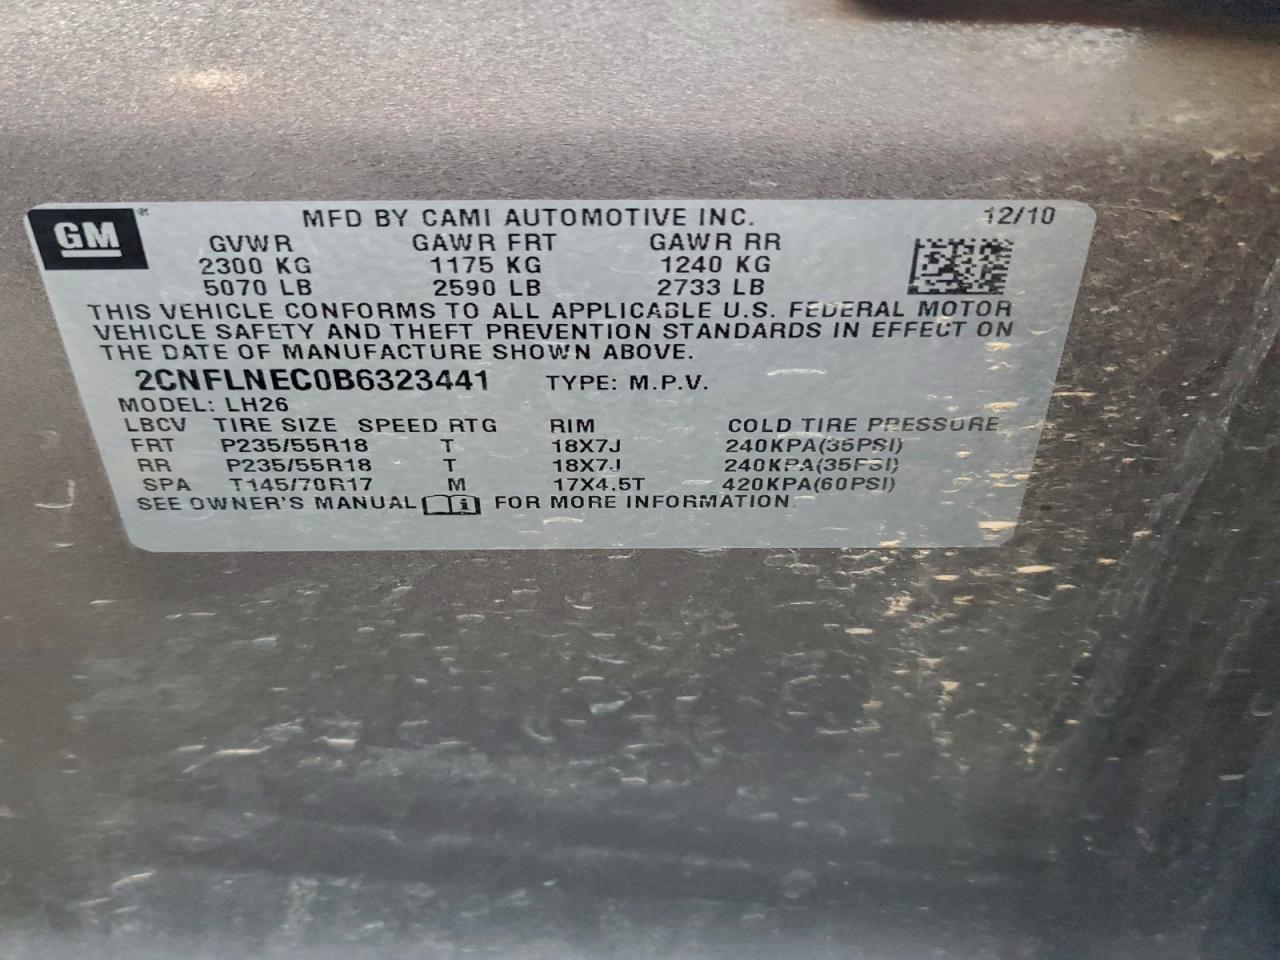 GM ® MFD BY CAMI AUTOMOTIVE INC. 12/10
GVWR GAWR FRT GAWR RR
2300 KG 1175 KG 1240 KG
5070 LB 2590 LB 2733 LB
THIS VEHICLE CONFORMS TO ALL APPLICABLE U.S. FEDERAL MOTOR
VEHICLE SAFETY AND THEFT PREVENTION STANDARDS IN EFFECT ON
THE DATE OF MANUFACTURE SHOWN ABOVE.
2CNFLNEC0B6323441 TYPE: M.P.V.
MODEL: LH26
LBCV TIRE SIZE SPEED RTG RIM COLD TIRE PRESSURE
FRT P235/55R18 T 18X7J 240KPA(35PSI)
RR P235/55R18 T 18X7J 240KPA(35PSI)
SPA T145/70R17 M 17X4.5T 420KPA(60PSI)
SEE OWNER'S MANUAL i FOR MORE INFORMATION.